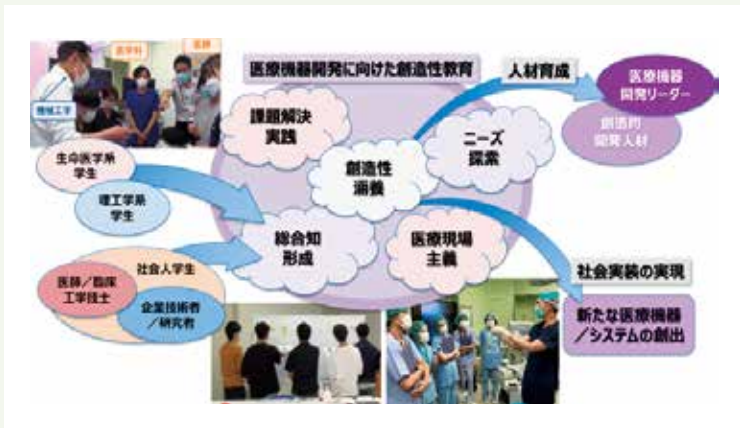 医学科
医師
機械工学
医療機器開発に向けた創造性教育
人材育成
医療機器
開発リーダー
創造的
開発人材
課題解決
実践
ニーズ
探索
創造性
涵養
生命医学系
学生
理工学系
学生
総合知
形成
医療現場
主義
社会人学生
医師／臨床
工学技士
企業技術者
／研究者
社会実装の実現
新たな医療機器
／システムの創出